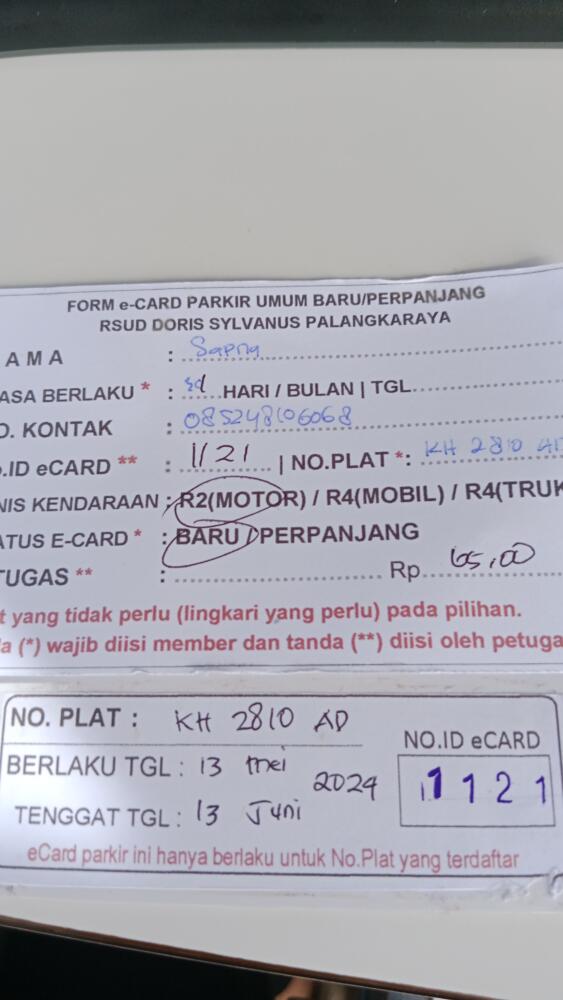 FORM e-CARD PARKIR UMUM BARU/PERPANJANG
RSUD DORIS SYLVANUS PALANGKARAYA
AMA : Sapna
ASA BERLAKU * : HARI / BULAN | TGL
O. KONTAK : 085248106068
.ID eCARD ** : 1121 | NO.PLAT *: KH 2810 AD
NIS KENDARAAN : R2(MOTOR) / R4(MOBIL) / R4(TRUK
ATUS E-CARD * : BARU / PERPANJANG
TUGAS ** : Rp 65,00
t yang tidak perlu (lingkari yang perlu) pada pilihan.
a (*) wajib diisi member dan tanda (**) diisi oleh petuga
NO. PLAT : KH 2810 AD
BERLAKU TGL : 13 mei 2024
TENGGAT TGL : 13 Juni
NO.ID eCARD
1121
eCard parkir ini hanya berlaku untuk No.Plat yang terdaftar